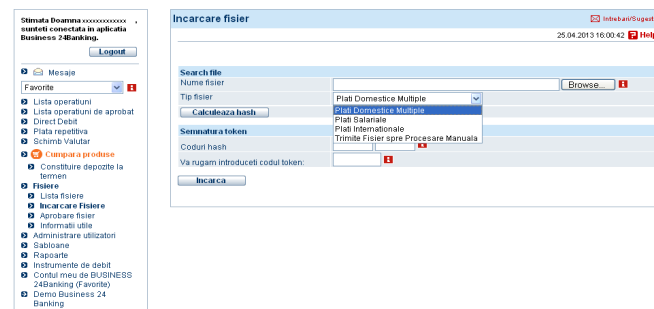 Stimata Doamna xxxxxxxxxxxxx ,
sunteti conectata in aplicatia
Business 24Banking.
Logout
Mesaje
Favorite
Lista operatiuni
Lista operatiuni de aprobat
Direct Debit
Plata repetitiva
Schimb Valutar
Cumpara produse
Constituire depozite la
termen
Fisiere
Lista fisiere
Incarcare Fisiere
Aprobare fisier
Informatii utile
Administrare utilizatori
Sabloane
Rapoarte
Instrumente de debit
Contul meu de BUSINESS
24Banking (Favorite)
Demo Business 24
Banking
Incarcare fisier
Intrebari/Sugest
25.04.2013 16:00:42 Help
Search file
Nume fisier
Browse...
Tip fisier
Plati Domestice Multiple
Plati Domestice Multiple
Plati Salariale
Plati Internationale
Trimite Fisier spre Procesare Manuala
Calculeaza hash
Semnatura token
Coduri hash
Va rugam introduceti codul token:
Incarca